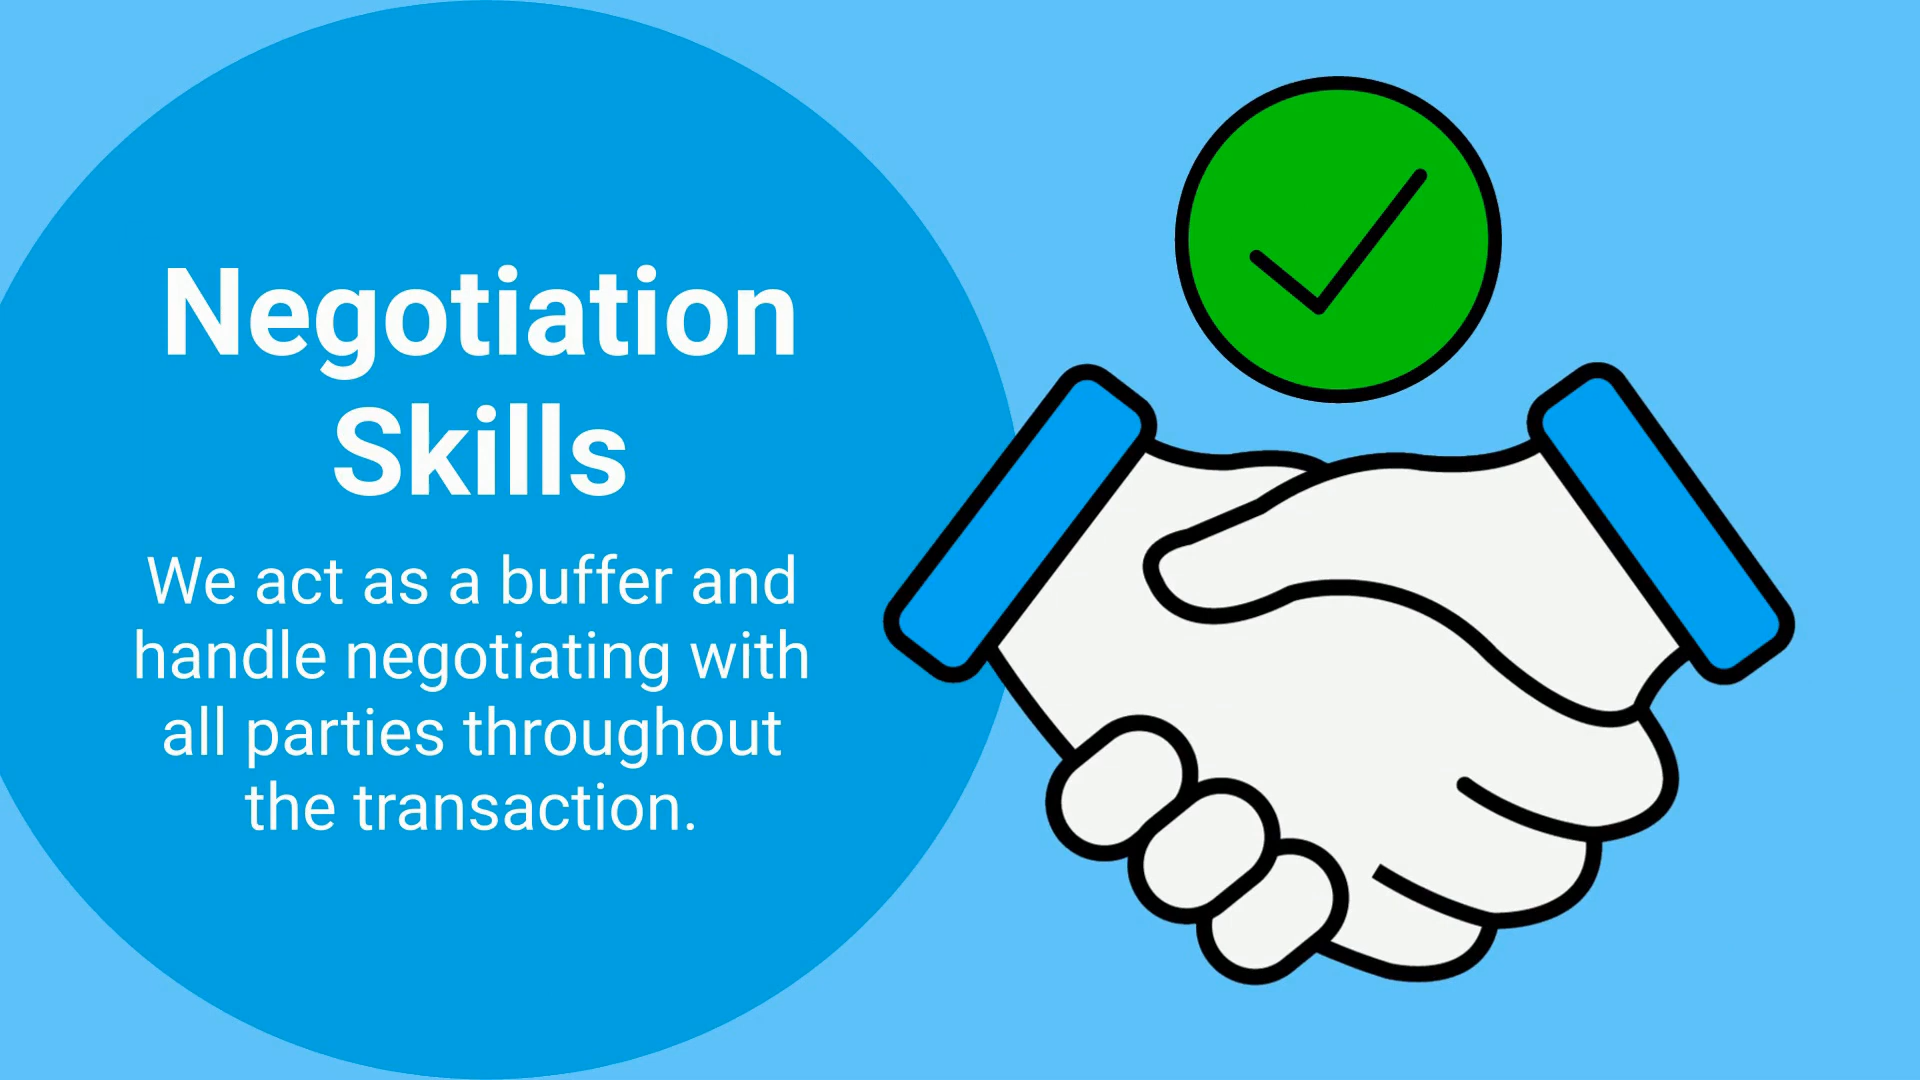 Negotiation
Skills
We act as a buffer and
handle negotiating with
all parties throughout
the transaction.